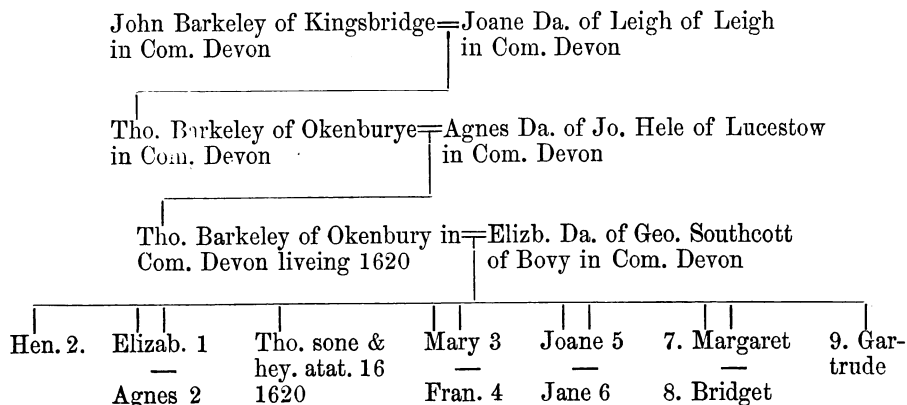 John Barkeley of Kingsbridge=Joane Da. of Leigh of Leigh
in Com. Devon in Com. Devon
Tho. Barkeley of Okenburye=Agnes Da. of Jo. Hele of Lucestow
in Com. Devon in Com. Devon
Tho. Barkeley of Okenbury in=Elizb. Da. of Geo. Southcott
Com. Devon liveing 1620 of Bovy in Com. Devon
Hen. 2. Elizab. 1 Tho. sone & Mary 3 Joane 5 7. Margaret 9. Gar-
hey. atat. 16 trude
Agnes 2 1620 Fran. 4 Jane 6 8. Bridget